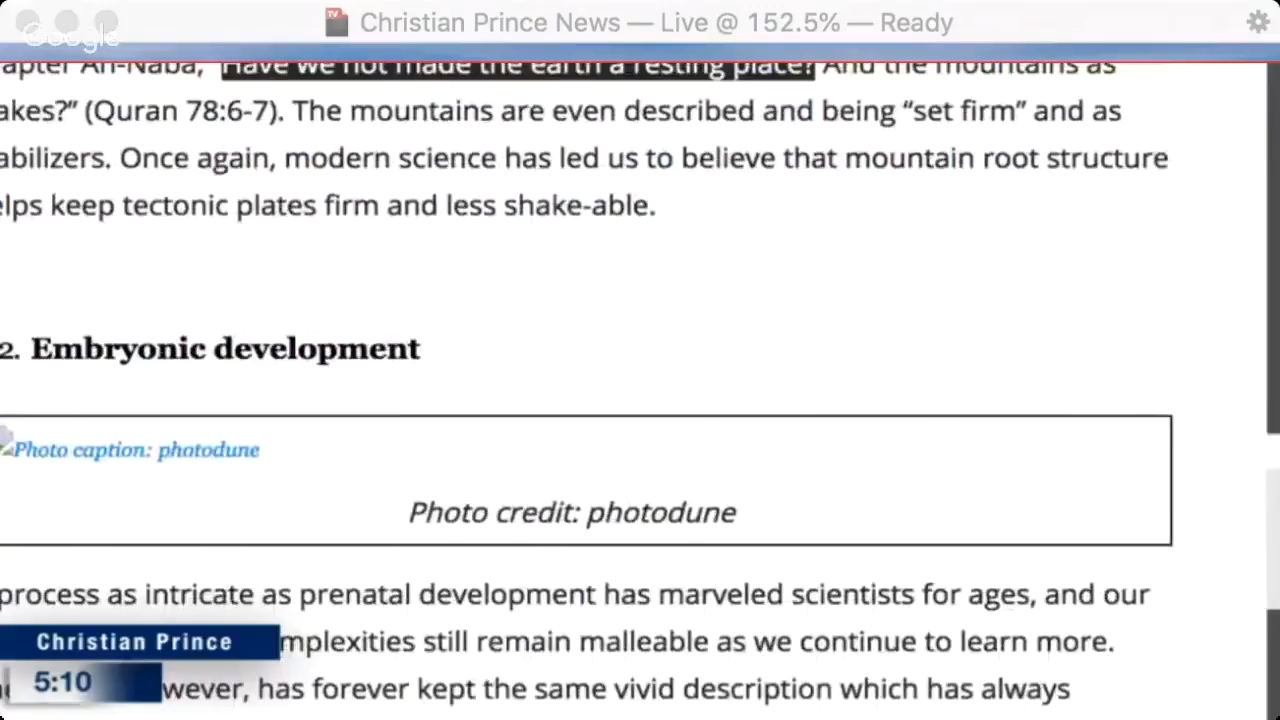 Christian Prince News — Live @ 152.5% — Ready
Google
apter An-Naba, "Have we not made the earth a resting place? And the mountains as
akes?” (Quran 78:6-7). The mountains are even described and being “set firm” and as
abilizers. Once again, modern science has led us to believe that mountain root structure
elps keep tectonic plates firm and less shake-able.
2. Embryonic development
Photo caption: photodune
Photo credit: photodune
process as intricate as prenatal development has marveled scientists for ages, and our
mplexities still remain malleable as we continue to learn more.
wever, has forever kept the same vivid description which has always
Christian Prince
5:10